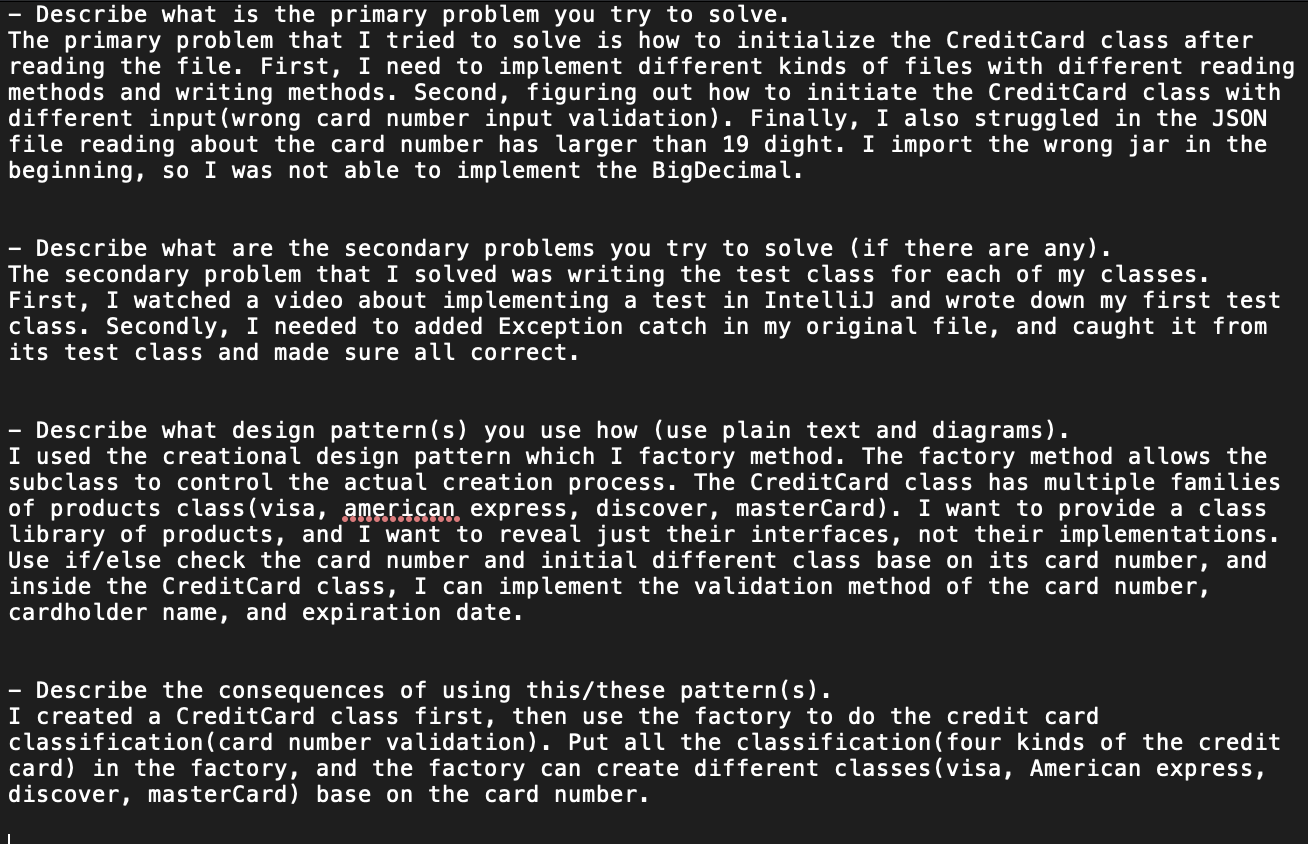 – Describe what is the primary problem you try to solve.
The primary problem that I tried to solve is how to initialize the CreditCard class after
reading the file. First, I need to implement different kinds of files with different reading
methods and writing methods. Second, figuring out how to initiate the CreditCard class with
different input(wrong card number input validation). Finally, I also struggled in the JSON
file reading about the card number has larger than 19 dight. I import the wrong jar in the
beginning, so I was not able to implement the BigDecimal.
– Describe what are the secondary problems you try to solve (if there are any).
The secondary problem that I solved was writing the test class for each of my classes.
First, I watched a video about implementing a test in IntelliJ and wrote down my first test
class. Secondly, I needed to added Exception catch in my original file, and caught it from
its test class and made sure all correct.
– Describe what design pattern(s) you use how (use plain text and diagrams).
I used the creational design pattern which I factory method. The factory method allows the
subclass to control the actual creation process. The CreditCard class has multiple families
of products class(visa, american express, discover, masterCard). I want to provide a class
library of products, and I want to reveal just their interfaces, not their implementations.
Use if/else check the card number and initial different class base on its card number, and
inside the CreditCard class, I can implement the validation method of the card number,
cardholder name, and expiration date.
– Describe the consequences of using this/these pattern(s).
I created a CreditCard class first, then use the factory to do the credit card
classification(card number validation). Put all the classification(four kinds of the credit
card) in the factory, and the factory can create different classes(visa, American express,
discover, masterCard) base on the card number.